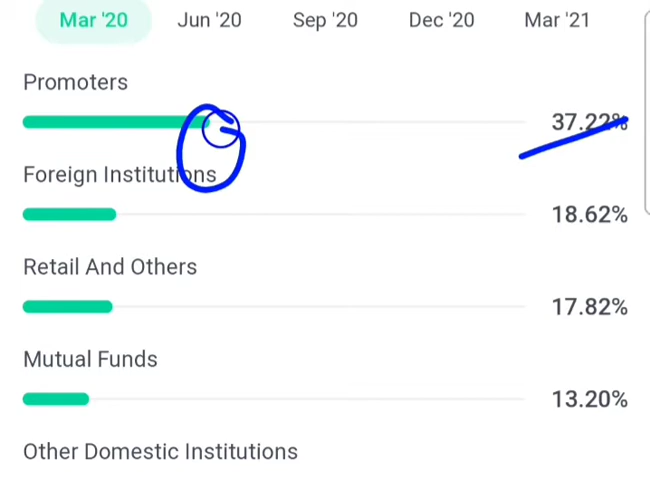 Mar '20 Jun '20 Sep '20 Dec '20 Mar '21
Promoters
37.22%
Foreign Institutions
18.62%
Retail And Others
17.82%
Mutual Funds
13.20%
Other Domestic Institutions